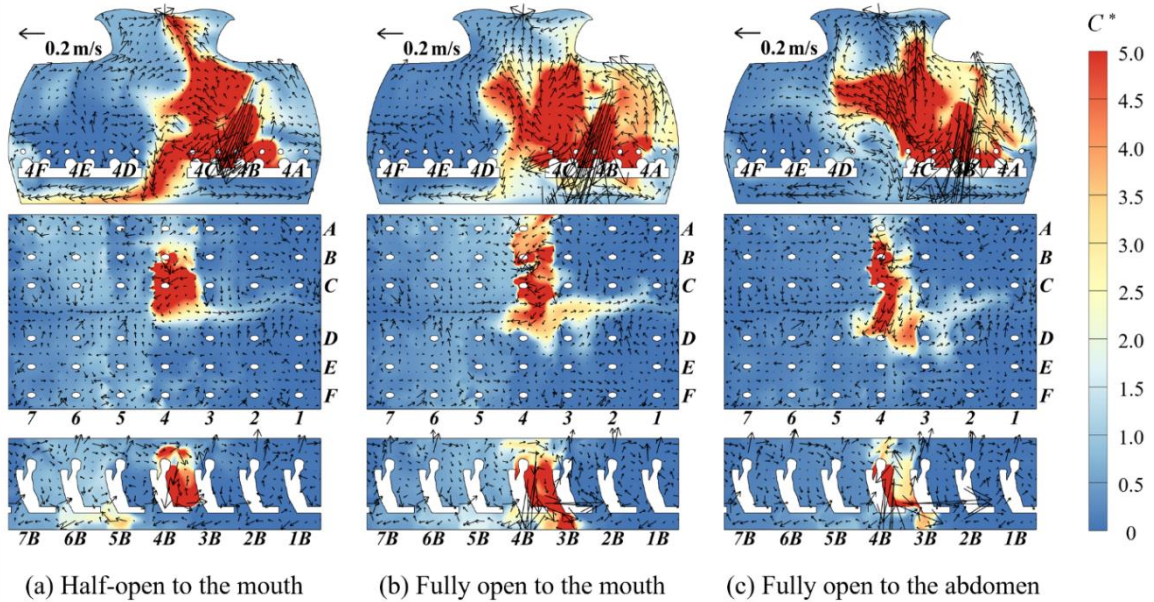 0.2 m/s 0.2 m/s 0.2 m/s C*
5.0
4.5
4.0
3.5
3.0
2.5
2.0
1.5
1.0
0.5
0
4F 4E 4D 4C 4B 4A 4F 4E 4D 4C 4B 4A 4F 4E 4D 4C 4B 4A
A A A
B B B
C C C
D D D
E E E
F F F
7 6 5 4 3 2 1 7 6 5 4 3 2 1 7 6 5 4 3 2 1
7B 6B 5B 4B 3B 2B 1B 7B 6B 5B 4B 3B 2B 1B 7B 6B 5B 4B 3B 2B 1B
(a) Half-open to the mouth (b) Fully open to the mouth (c) Fully open to the abdomen